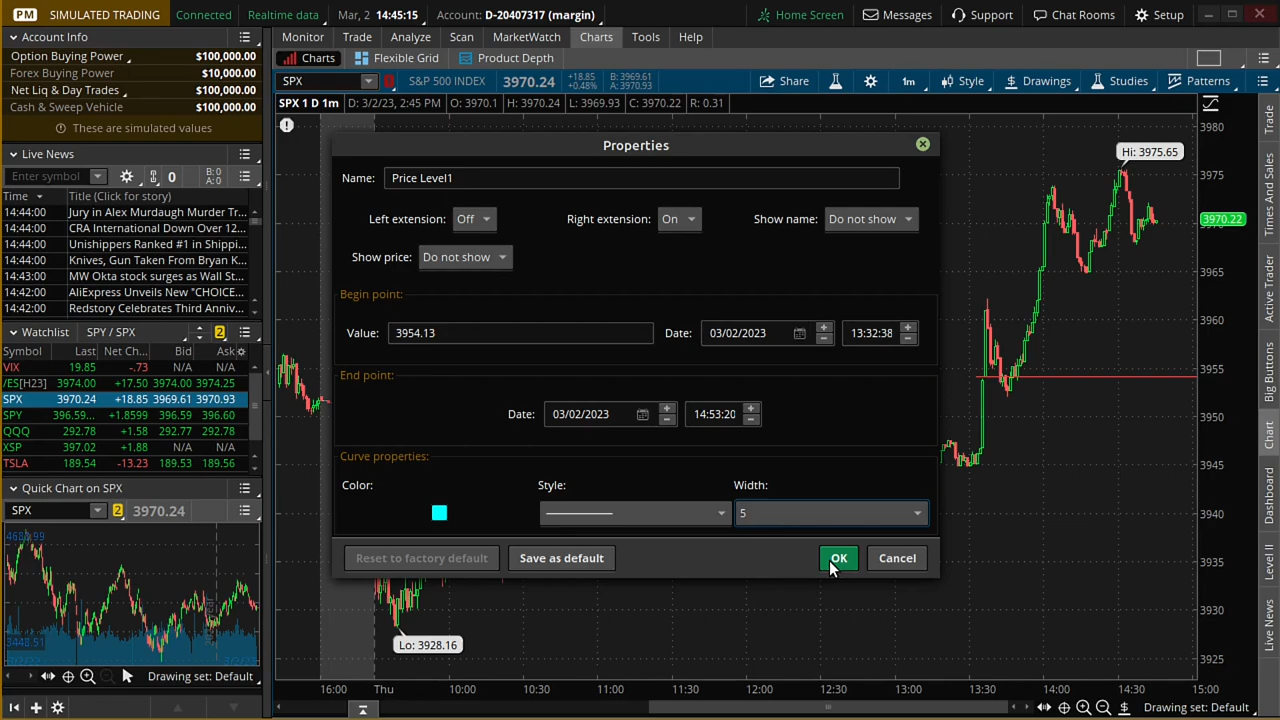 PM SIMULATED TRADING Connected Realtime data Mar, 2 14:45:15 Account: D-20407317 (margin) Home Screen Messages Support Chat Rooms Setup
Account Info
Option Buying Power $100,000.00
Forex Buying Power $10,000.00
Net Liq & Day Trades $100,000.00
Cash & Sweep Vehicle $100,000.00
These are simulated values
Live News
Enter symbol 0 B: 0 A: 0
Time Title (Click for story)
14:44:00 Jury in Alex Murdaugh Murder Tr...
14:44:00 CRA International Down Over 12...
14:44:00 Unishippers Ranked #1 in Shippi...
14:44:00 Knives, Gun Taken From Bryan K...
14:43:00 MW Okta stock surges as Wall St...
14:42:00 AliExpress Unveils New "CHOICE...
14:42:00 Redstory Celebrates Third Anniv...
Watchlist SPY / SPX 2
Symbol Last Net Ch... Bid Ask
VIX 19.85 -.73 N/A N/A
/ES[H23] 3974.00 +17.50 3974.00 3974.25
SPX 3970.24 +18.85 3969.61 3970.93
SPY 396.59... +1.8599 396.59 396.60
QQQ 292.78 +1.58 292.77 292.78
XSP 397.02 +1.88 N/A N/A
TSLA 189.54 -13.23 189.53 189.56
Quick Chart on SPX
SPX 2 3970.24
3448.51
Drawing set: Default
Monitor Trade Analyze Scan MarketWatch Charts Tools Help
Charts Flexible Grid Product Depth
SPX S&P 500 INDEX 3970.24 +18.85 +0.48% B: 3969.61 A: 3970.93 Share 1m Style Drawings Studies Patterns
SPX 1 D 1m D: 3/2/23, 2:45 PM O: 3970.1 H: 3970.24 L: 3969.93 C: 3970.22 R: 0.31
Properties
Name: Price Level1
Left extension: Off Right extension: On Show name: Do not show
Show price: Do not show
Begin point:
Value: 3954.13 Date: 03/02/2023 13:32:38
End point:
Date: 03/02/2023 14:53:20
Curve properties:
Color: Style: Width:
5
Reset to factory default Save as default OK Cancel
Hi: 3975.65
Lo: 3928.16
3980
3975
3970.22
3965
3960
3955
3950
3945
3940
3935
3930
3925
16:00 Thu 10:00 10:30 11:00 11:30 12:00 12:30 13:00 13:30 14:00 14:30 15:00
Drawing set: Default
Trade
Times And Sales
Active Trader
Big Buttons
Chart
Dashboard
Level II
Live News